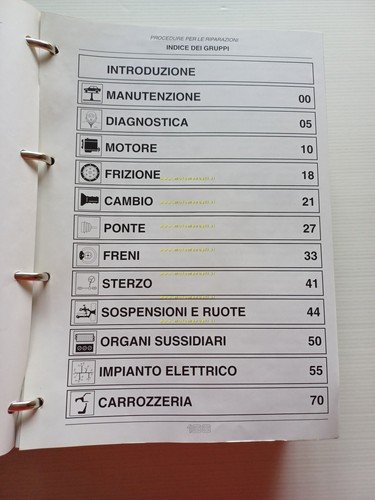 PROCEDURE PER LE RIPARAZIONI
INDICE DEI GRUPPI
INTRODUZIONE
MANUTENZIONE 00
DIAGNOSTICA 05
MOTORE 10
FRIZIONE 18
CAMBIO 21
PONTE 27
FRENI 33
STERZO 41
SOSPENSIONI E RUOTE 44
ORGANI SUSSIDIARI 50
IMPIANTO ELETTRICO 55
CARROZZERIA 70